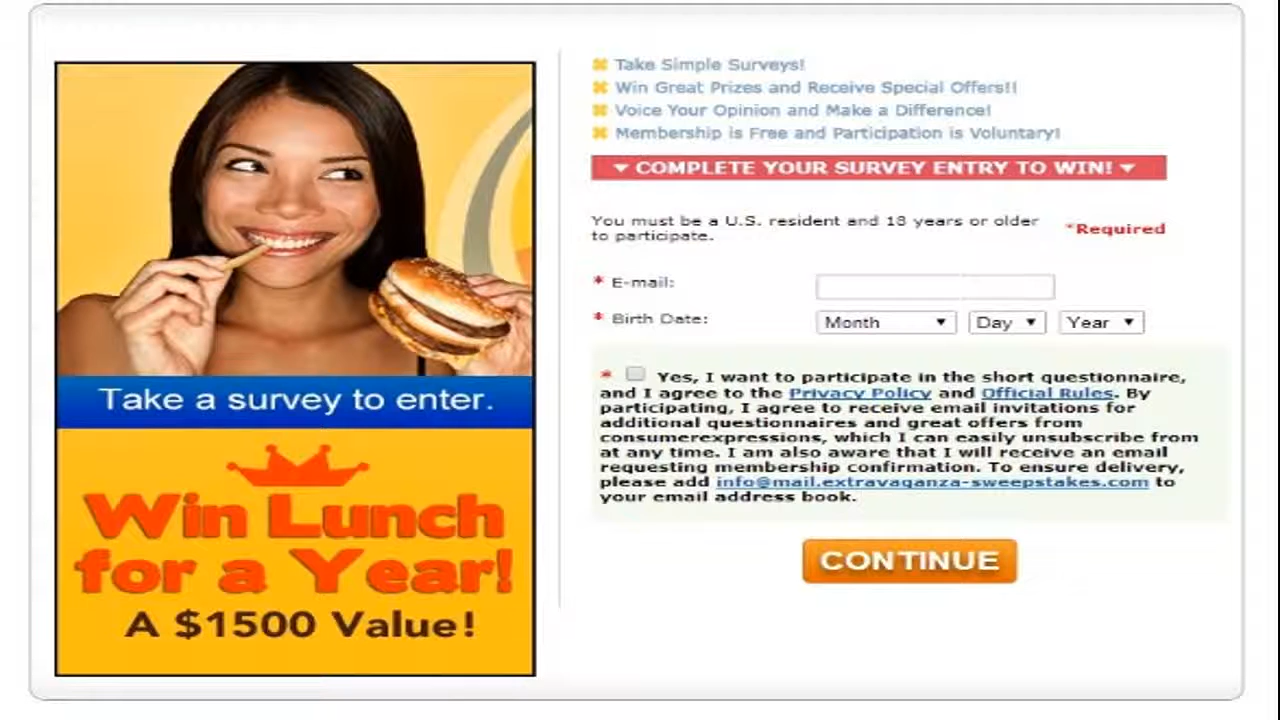 Take Simple Surveys!
Win Great Prizes and Receive Special Offers!!
Voice Your Opinion and Make a Difference!
Membership is Free and Participation is Voluntary!
COMPLETE YOUR SURVEY ENTRY TO WIN!
You must be a U.S. resident and 18 years or older
to participate.
*Required
* E-mail:
* Birth Date:
Month
Day
Year
* Yes, I want to participate in the short questionnaire,
and I agree to the Privacy Policy and Official Rules. By
participating, I agree to receive email invitations for
additional questionnaires and great offers from
consumerexpressions, which I can easily unsubscribe from
at any time. I am also aware that I will receive an email
requesting membership confirmation. To ensure delivery,
please add info@mail.extravaganza-sweepstakes.com to
your email address book.
CONTINUE
Take a survey to enter.
Win Lunch
for a Year!
A $1500 Value!